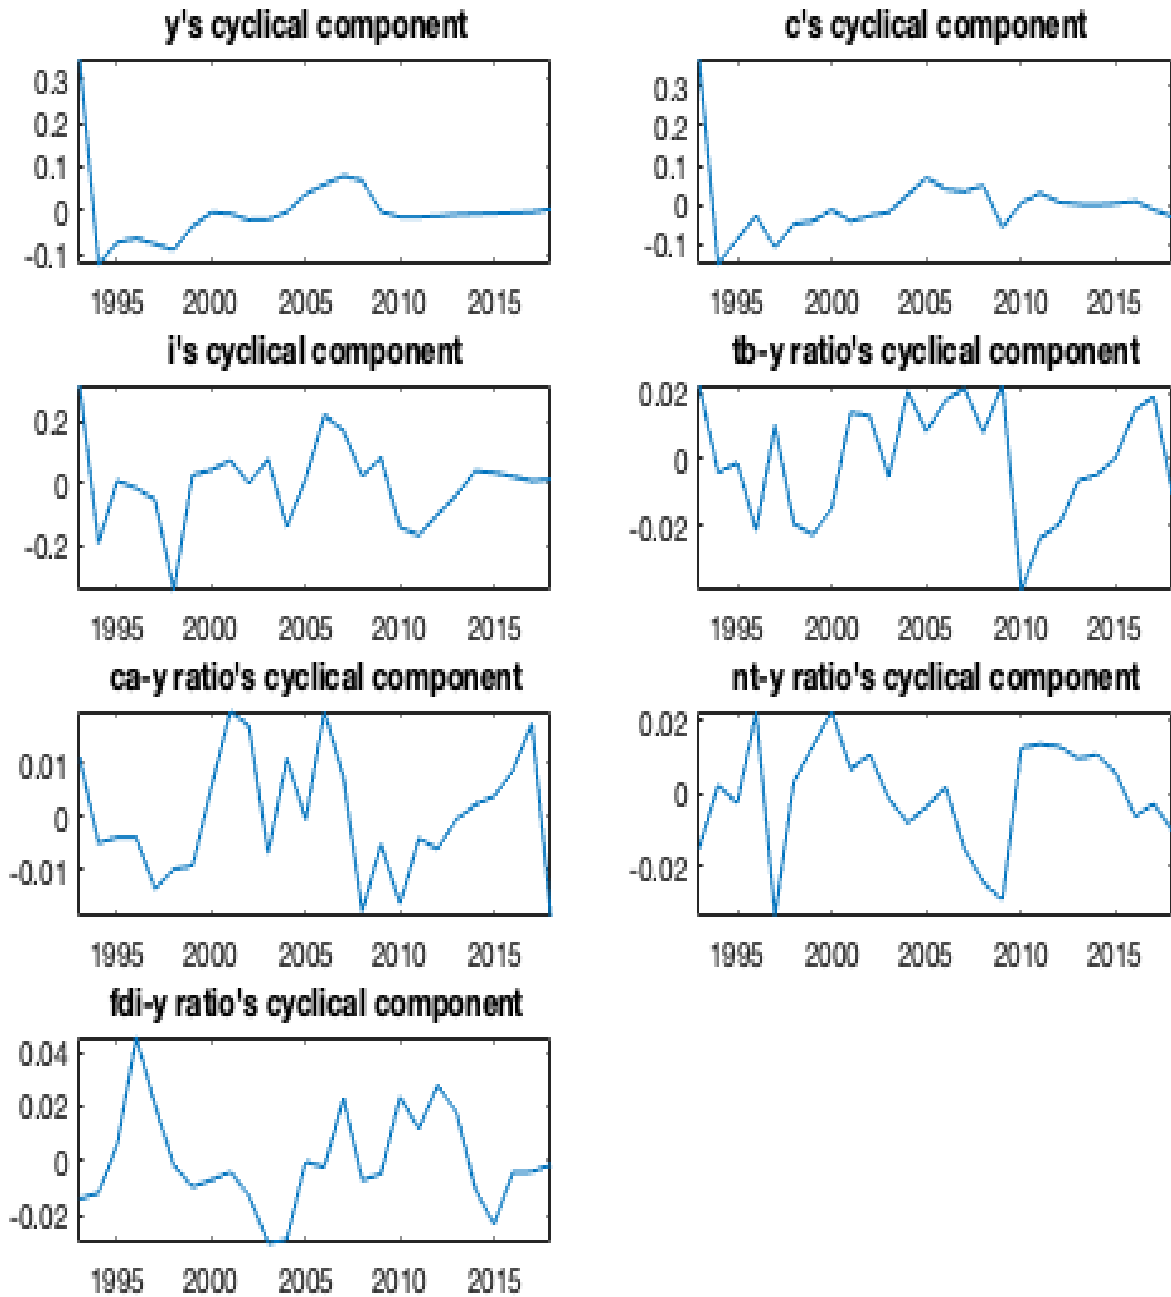 y's cyclical component
0.3
0.2
0.1
0
-0.1
1995 2000 2005 2010 2015
c's cyclical component
0.3
0.2
0.1
0
-0.1
1995 2000 2005 2010 2015
i's cyclical component
0.2
0
-0.2
1995 2000 2005 2010 2015
tb-y ratio's cyclical component
0.02
0
-0.02
1995 2000 2005 2010 2015
ca-y ratio's cyclical component
0.01
0
-0.01
1995 2000 2005 2010 2015
nt-y ratio's cyclical component
0.02
0
-0.02
1995 2000 2005 2010 2015
fdi-y ratio's cyclical component
0.04
0.02
0
-0.02
1995 2000 2005 2010 2015